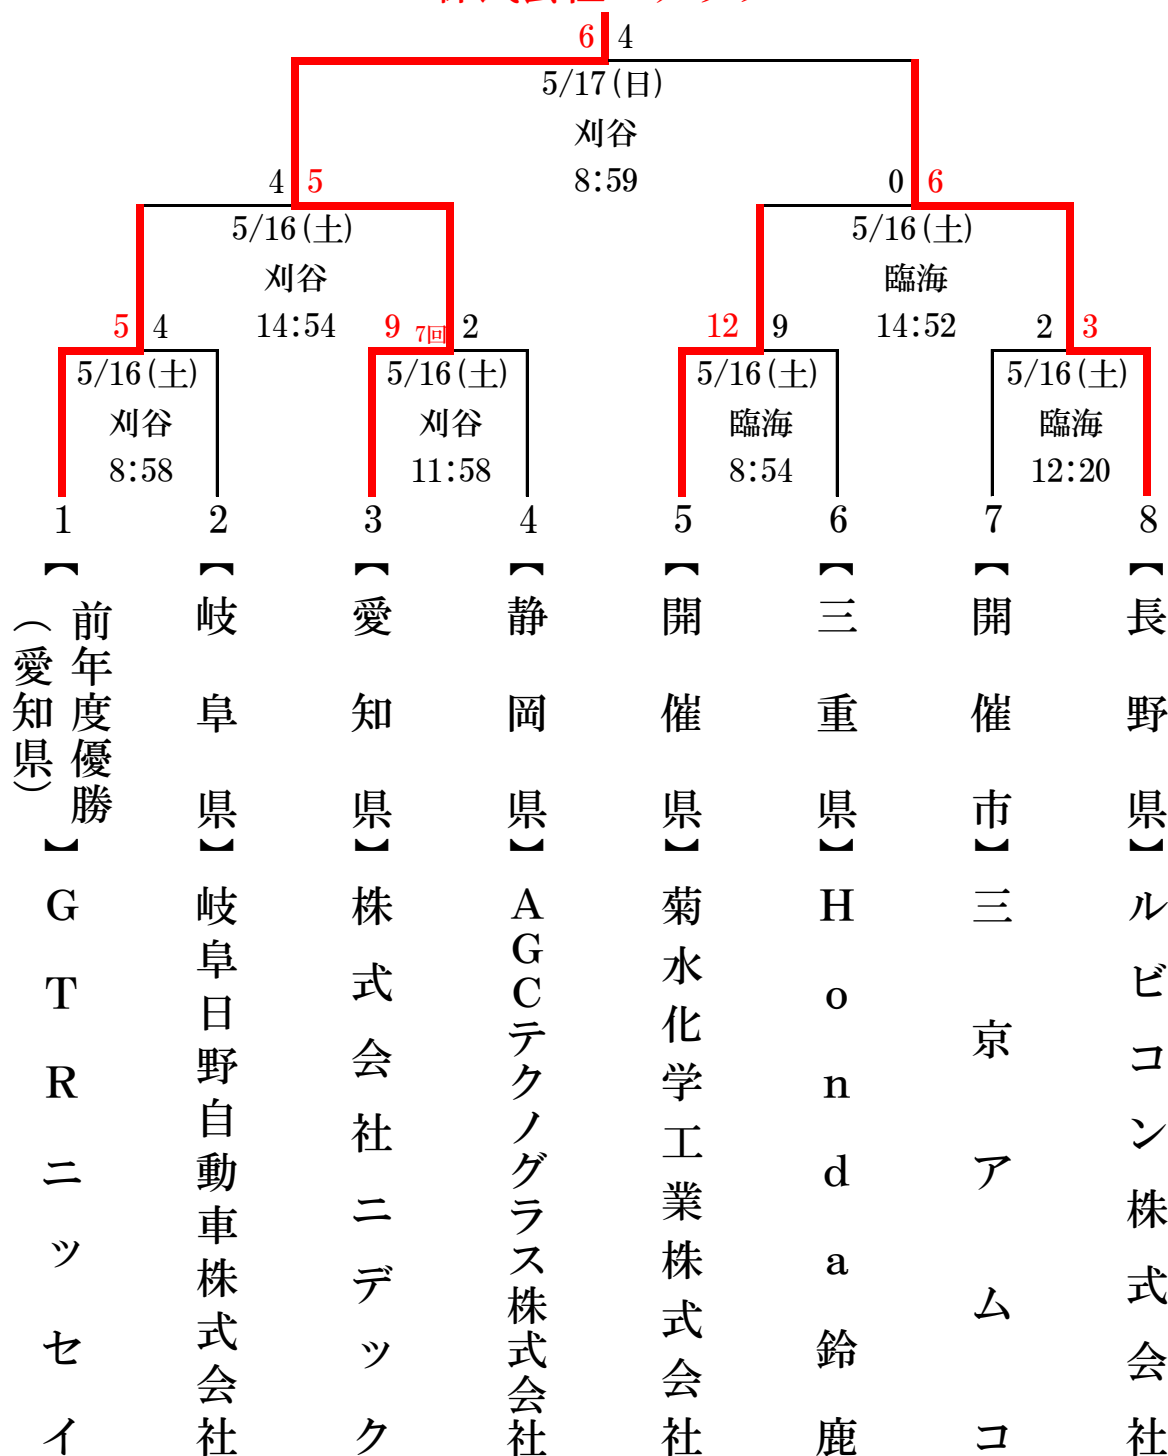 6 4
5/17(日)
刈谷
8:59
4 5
5/16(土)
刈谷
14:54
0 6
5/16(土)
臨海
14:52
5 4
5/16(土)
刈谷
8:58
9 7回 2
5/16(土)
刈谷
11:58
12 9
5/16(土)
臨海
8:54
2 3
5/16(土)
臨海
12:20
1
【前年度優勝(愛知県)】GTRニッセイ
2
【岐阜県】岐阜日野自動車株式会社
3
【愛知県】株式会社ニデック
4
【静岡県】AGCテクノグラス株式会社
5
【開催県】菊水化学工業株式会社
6
【三重県】Honda鈴鹿
7
【開催市】三京アムコ
8
【長野県】ルビコン株式会社